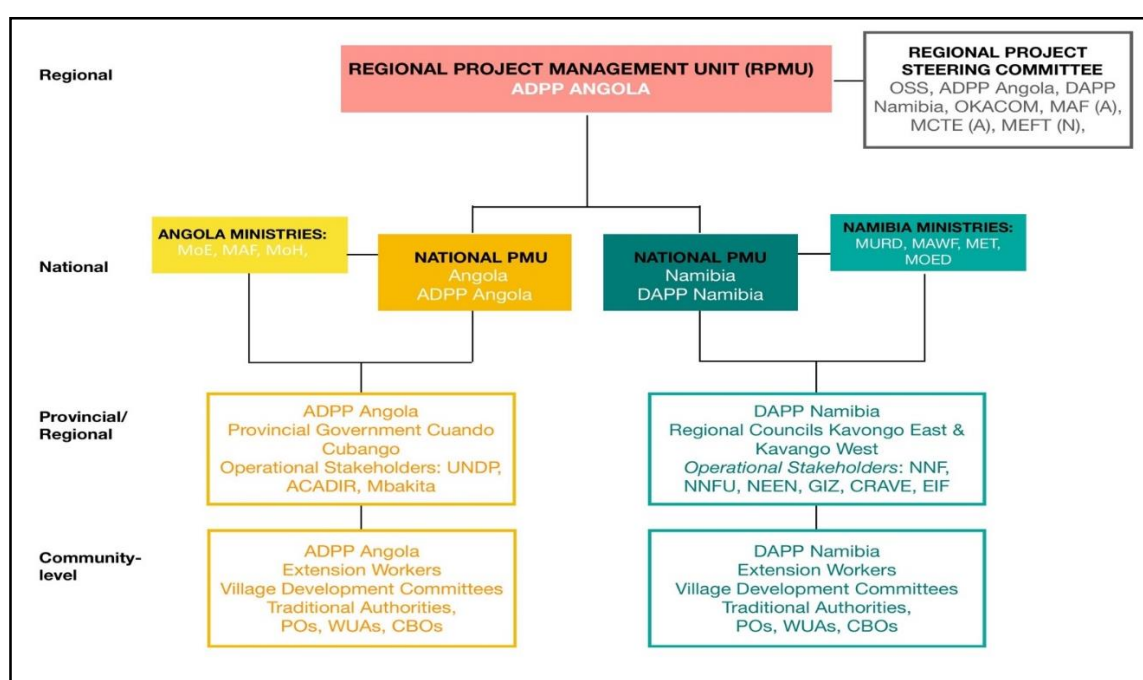 Regional
REGIONAL PROJECT MANAGEMENT UNIT (RPMU)
ADPP ANGOLA
REGIONAL PROJECT
STEERING COMMITTEE
OSS, ADPP Angola, DAPP
Namibia, OKACOM, MAF (A),
MCTE (A), MEFT (N),
National
ANGOLA MINISTRIES:
MoE, MAF, MoH,
NATIONAL PMU
Angola
ADPP Angola
NATIONAL PMU
Namibia
DAPP Namibia
NAMIBIA MINISTRIES:
MURD, MAWF, MET,
MOED
Provincial/
Regional
ADPP Angola
Provincial Government Cuando
Cubango
Operational Stakeholders: UNDP,
ACADIR, Mbakita
DAPP Namibia
Regional Councils Kavongo East &
Kavango West
Operational Stakeholders: NNF,
NNFU, NEEN, GIZ, CRAVE, EIF
Community-
level
ADPP Angola
Extension Workers
Village Development Committees
Traditional Authorities,
POs, WUAs, CBOs
DAPP Namibia
Extension Workers
Village Development Committees
Traditional Authorities,
POs, WUAs, CBOs